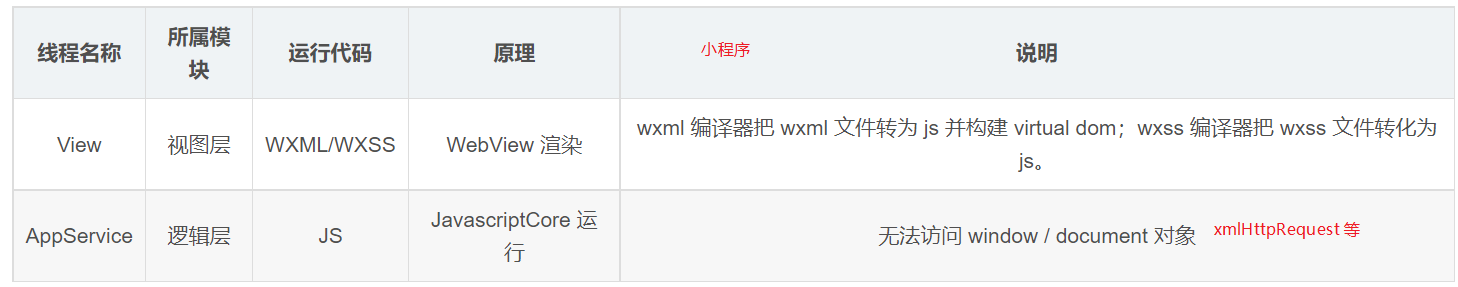 线程名称
所属模
块
运行代码
原理
小程序
说明
View
视图层
WXML/WXSS
WebView 渲染
wxml 编译器把 wxml 文件转为 js 并构建 virtual dom；wxss 编译器把 wxss 文件转化为
js。
AppService
逻辑层
JS
JavascriptCore 运
行
无法访问 window / document 对象
xmlHttpRequest 等